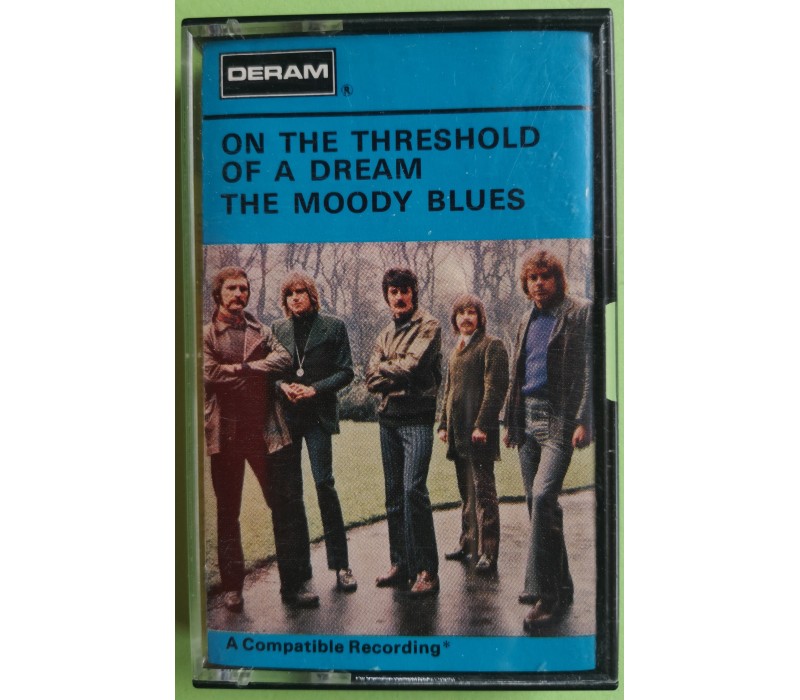 DERAM
®
ON THE THRESHOLD
OF A DREAM
THE MOODY BLUES
A Compatible Recording*